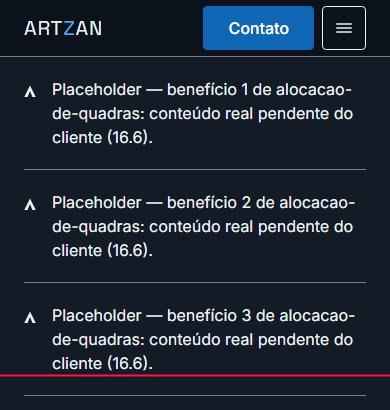 ARTZAN
Contato
Placeholder — benefício 1 de alocacao-
de-quadras: conteúdo real pendente do
cliente (16.6).
Placeholder — benefício 2 de alocacao-
de-quadras: conteúdo real pendente do
cliente (16.6).
Placeholder — benefício 3 de alocacao-
de-quadras: conteúdo real pendente do
cliente (16.6).